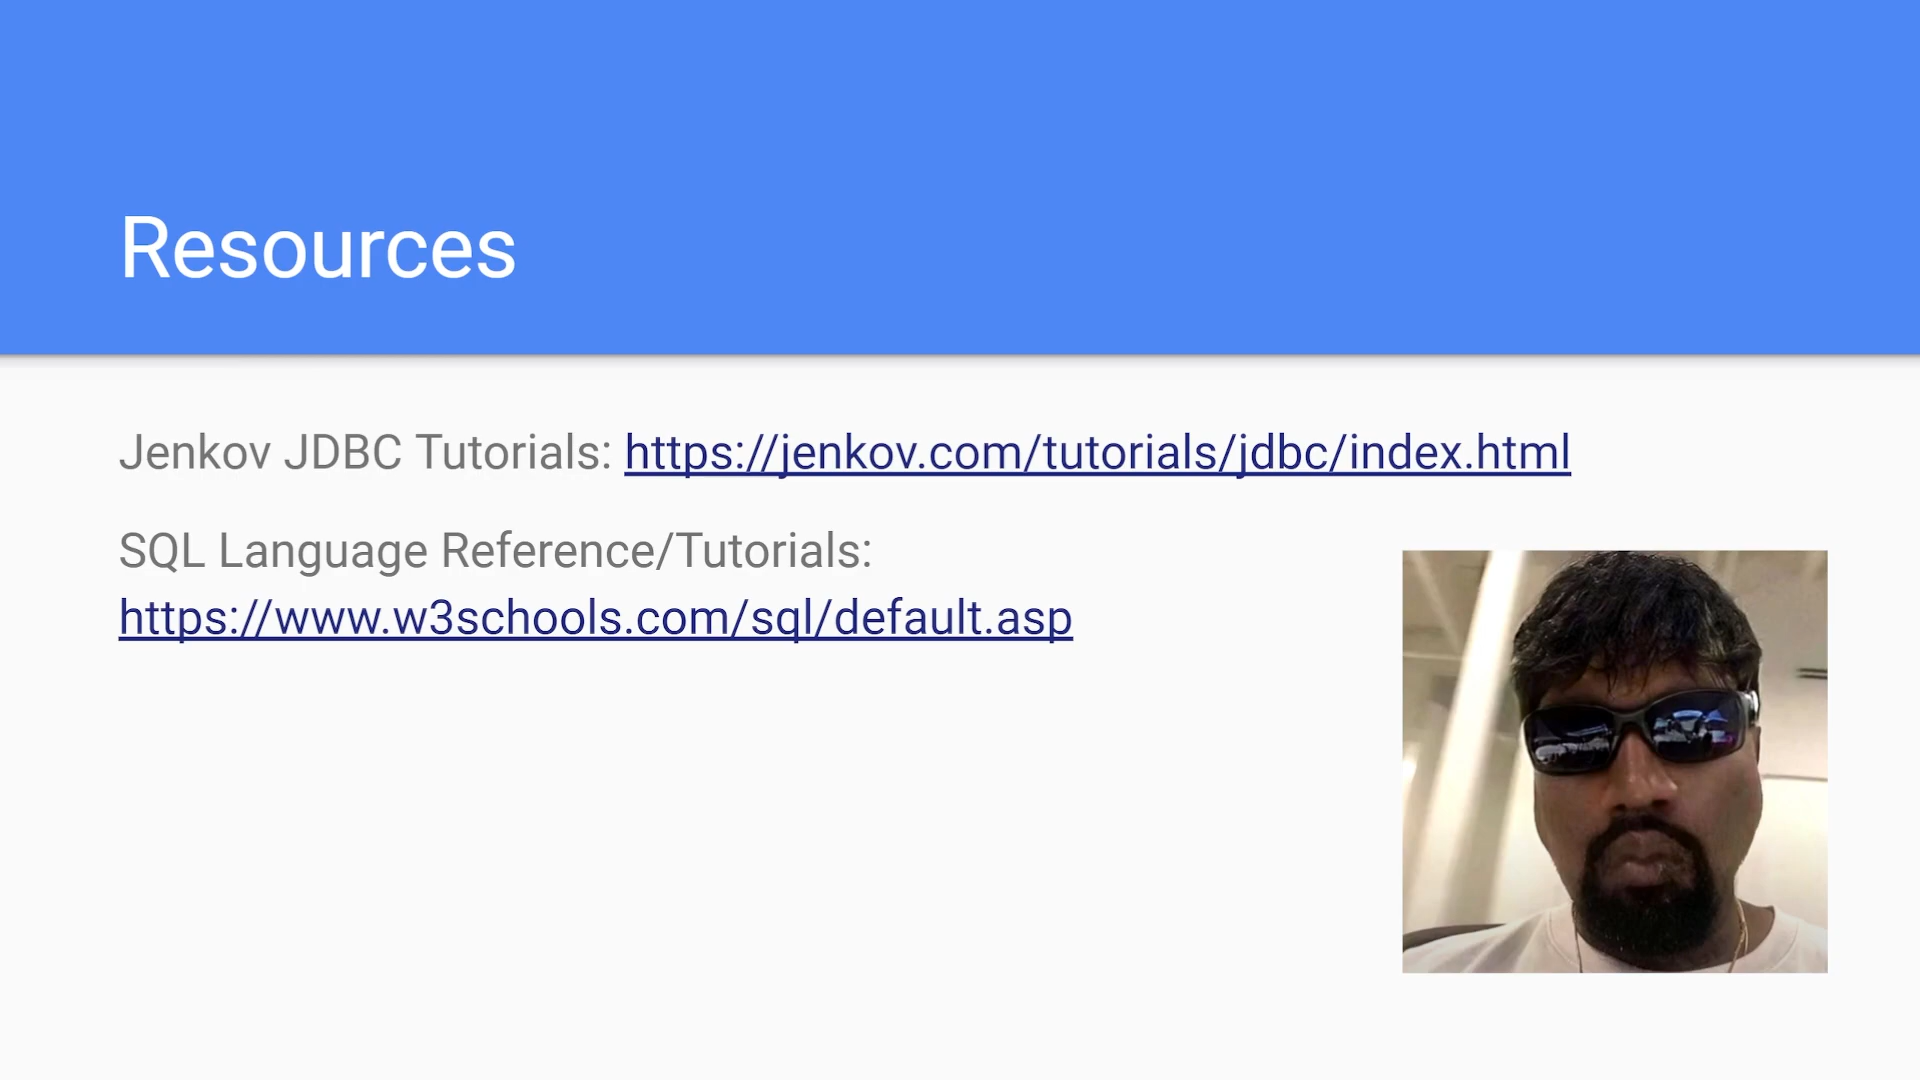 Resources
Jenkov JDBC Tutorials: https://jenkov.com/tutorials/jdbc/index.html
SQL Language Reference/Tutorials:
https://www.w3schools.com/sql/default.asp